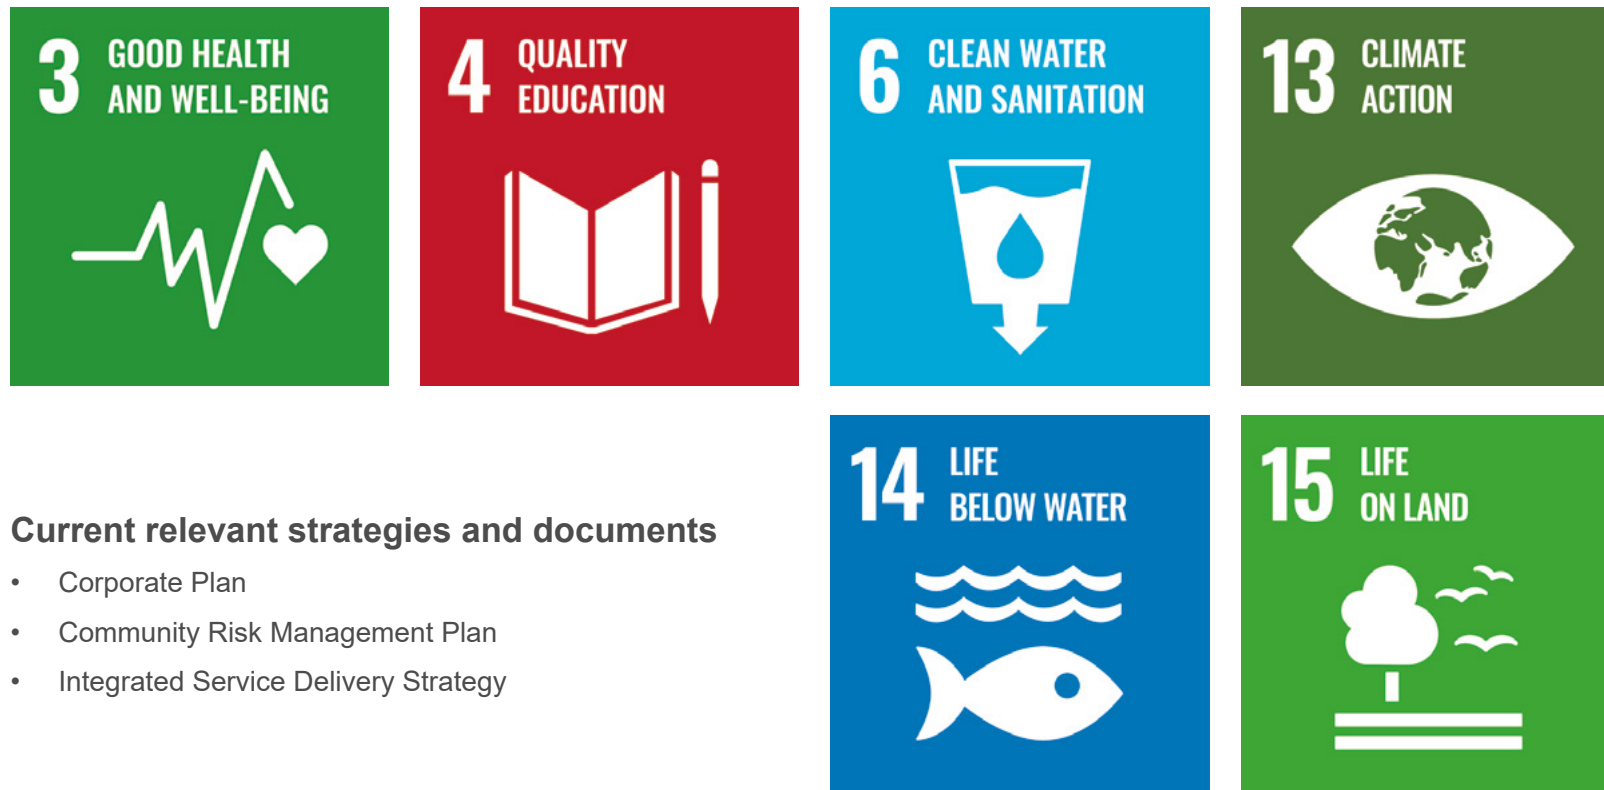 3
GOOD HEALTH
AND WELL-BEING
4
QUALITY
EDUCATION
6
CLEAN WATER
AND SANITATION
13
CLIMATE
ACTION
14
LIFE
BELOW WATER
15
LIFE
ON LAND
Current relevant strategies and documents
• Corporate Plan
• Community Risk Management Plan
• Integrated Service Delivery Strategy